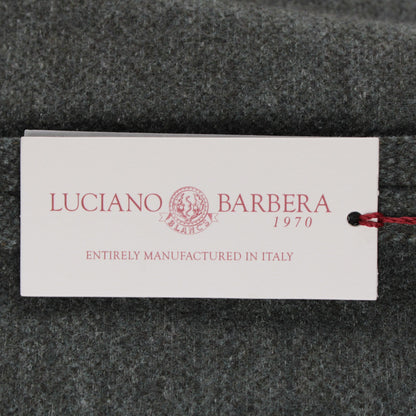 LUCIANO BARBERA
1970
ENTIRELY MANUFACTURED IN ITALY